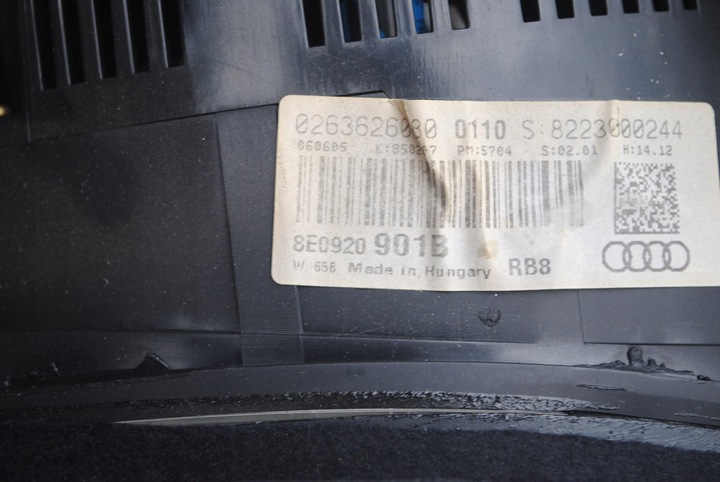 0263626030 0110 S:8223000244
060605 K:850207 PM:5704 S:02.01 H:14.12
8E0920 901B
W. 656 Made in Hungary RB8